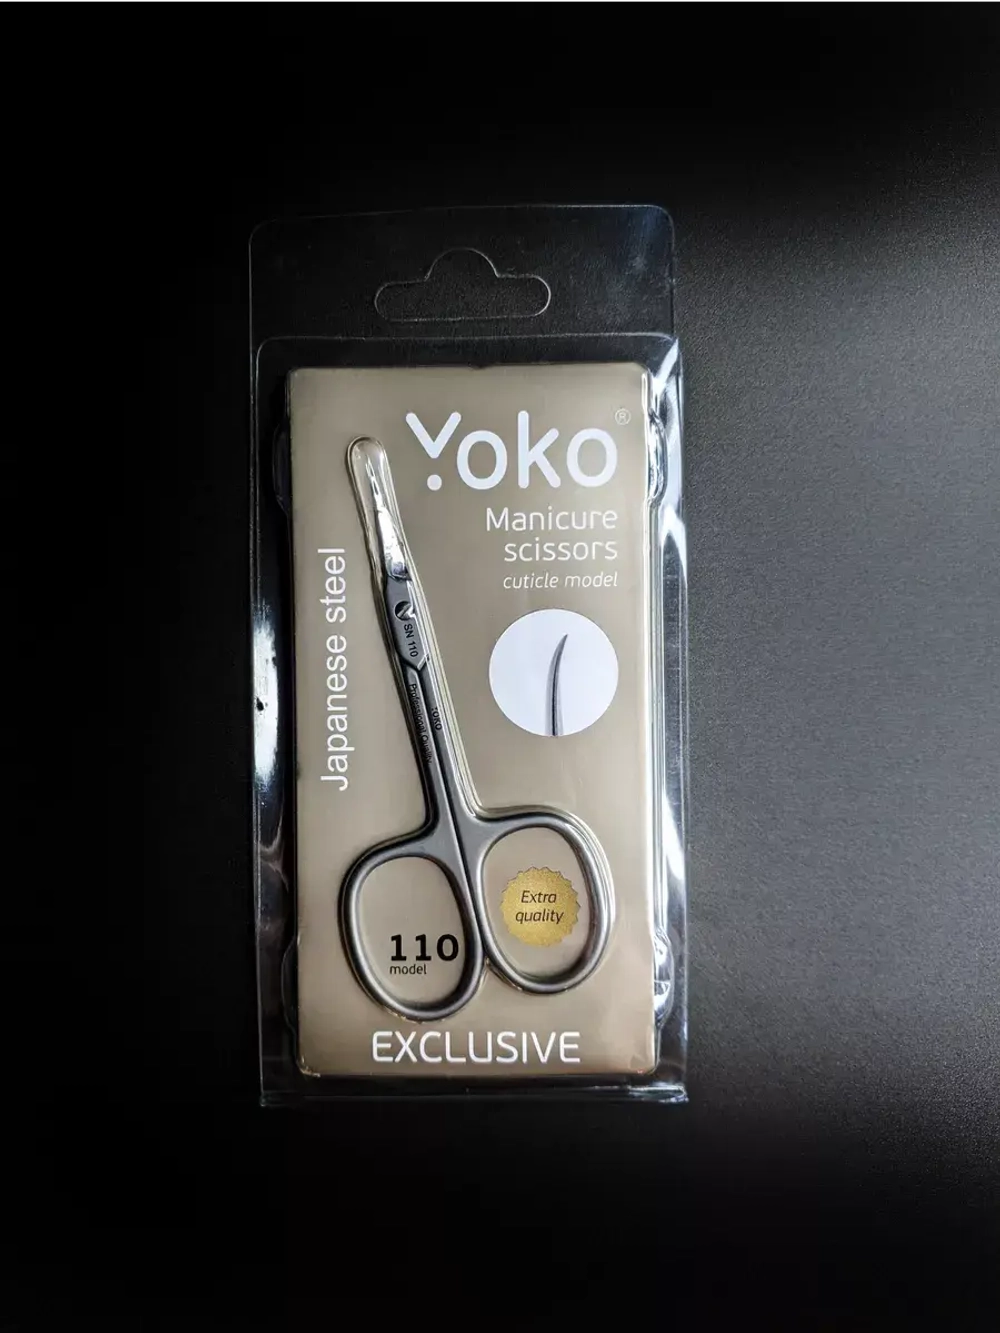 Yoko®
Manicure
scissors
cuticle model
Japanese steel
SN 110
YOKO
Professional Quality
Extra
quality
110
model
EXCLUSIVE